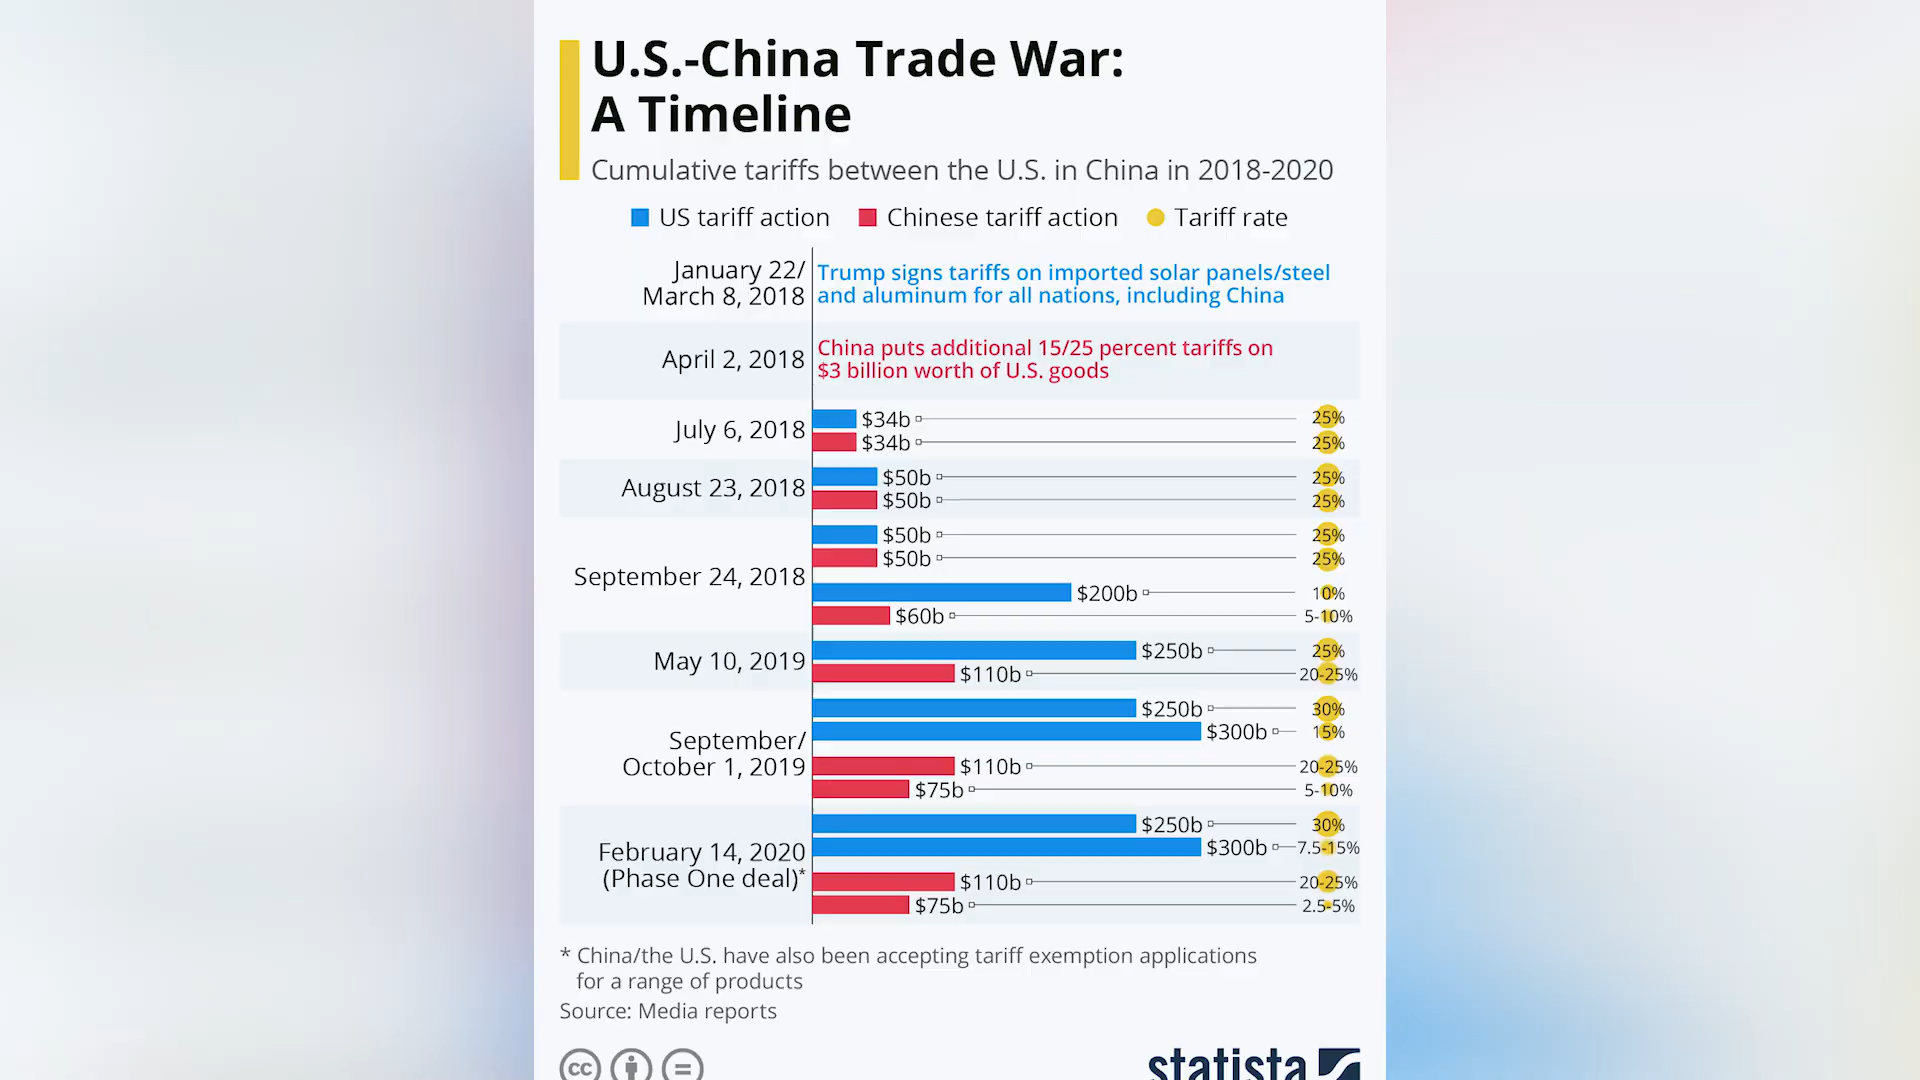 U.S.-China Trade War:
A Timeline
Cumulative tariffs between the U.S. in China in 2018-2020
US tariff action Chinese tariff action Tariff rate
January 22/
March 8, 2018
Trump signs tariffs on imported solar panels/steel
and aluminum for all nations, including China
April 2, 2018
China puts additional 15/25 percent tariffs on
$3 billion worth of U.S. goods
July 6, 2018
$34b 25%
$34b 25%
August 23, 2018
$50b 25%
$50b 25%
September 24, 2018
$50b 25%
$50b 25%
$200b 10%
$60b 5-10%
May 10, 2019
$250b 25%
$110b 20-25%
September/
October 1, 2019
$250b 30%
$300b 15%
$110b 20-25%
$75b 5-10%
February 14, 2020
(Phase One deal)*
$250b 30%
$300b 7.5-15%
$110b 20-25%
$75b 2.5-5%
* China/the U.S. have also been accepting tariff exemption applications
for a range of products
Source: Media reports
cc statista